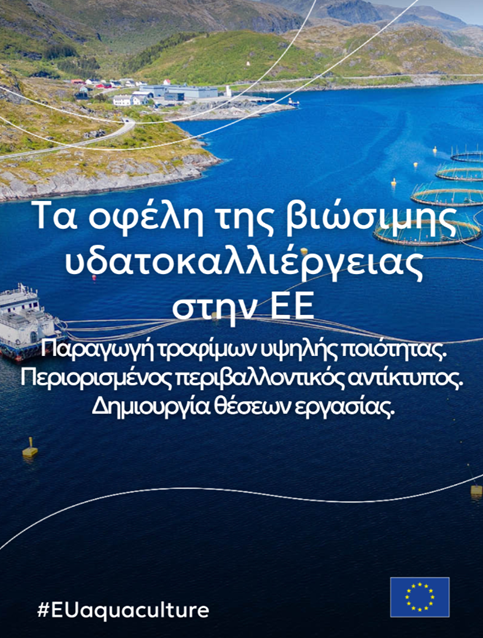 Τα οφέλη της βιώσιμης
υδατοκαλλιέργειας
στην ΕΕ
Παραγωγή τροφίμων υψηλής ποιότητας.
Περιορισμένος περιβαλλοντικός αντίκτυπος.
Δημιουργία θέσεων εργασίας.
#EUaquaculture